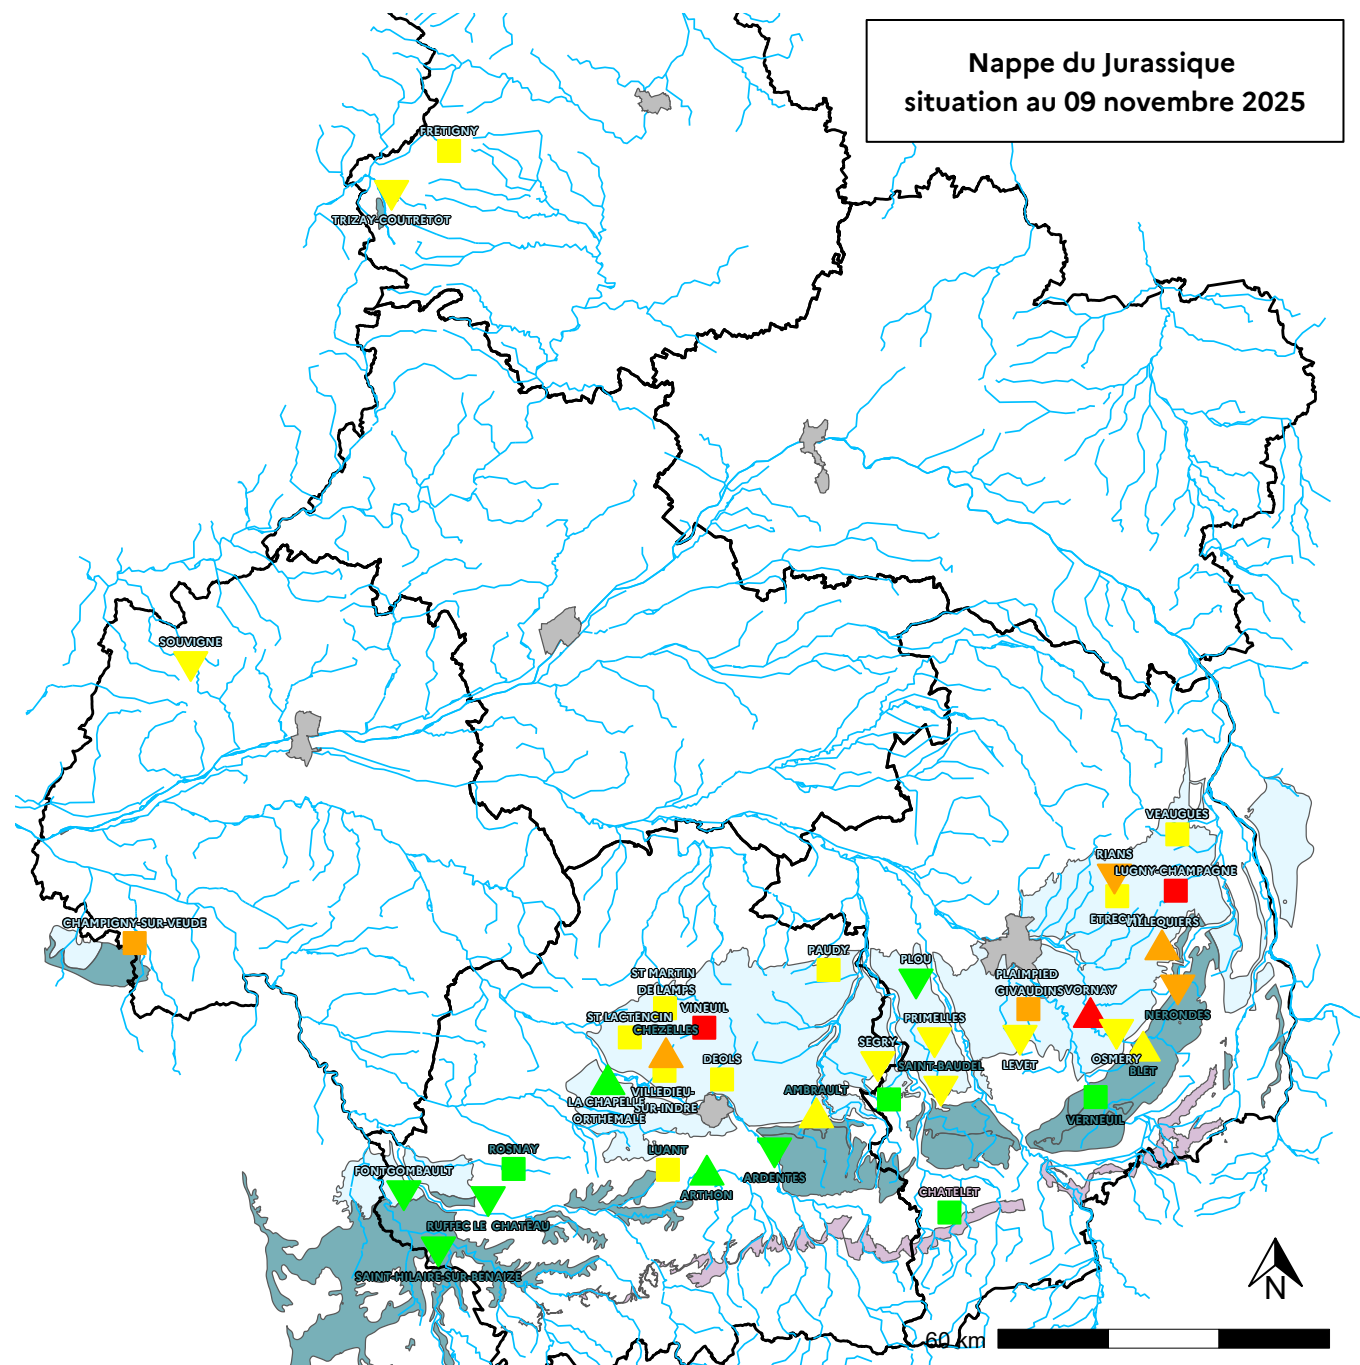 Nappe du Jurassique
situation au 09 novembre 2025
FRETIGNY
TRIZAY-COUTRETOT
SOUVIGNE
VEAUGUES
RIANS
LUGNY-CHAMPAGNE
ETRECHY
VILLEQUIERS
CHAMPIGNY-SUR-VEUDE
PAUDY
PLOU
ST MARTIN
DE LAMPS
PLAIMPIED
GIVAUDINS
VORNAY
VINEUIL
ST LACTENCIN
CHEZELLES
PRIMELLES
NERONDES
SEGRY
DEOLS
SAINT-BAUDEL
LEVET
OSMERY
BLET
VILLEDIEU-
SUR-INDRE
AMBRAULT
LA CHAPELLE
ORTHEMALE
VERNEUIL
ROSNAY
LUANT
FONTGOMBAULT
ARDENTES
ARTHON
CHATELET
RUFFEC LE CHATEAU
SAINT-HILAIRE-SUR-BENAIZE
N
60 km